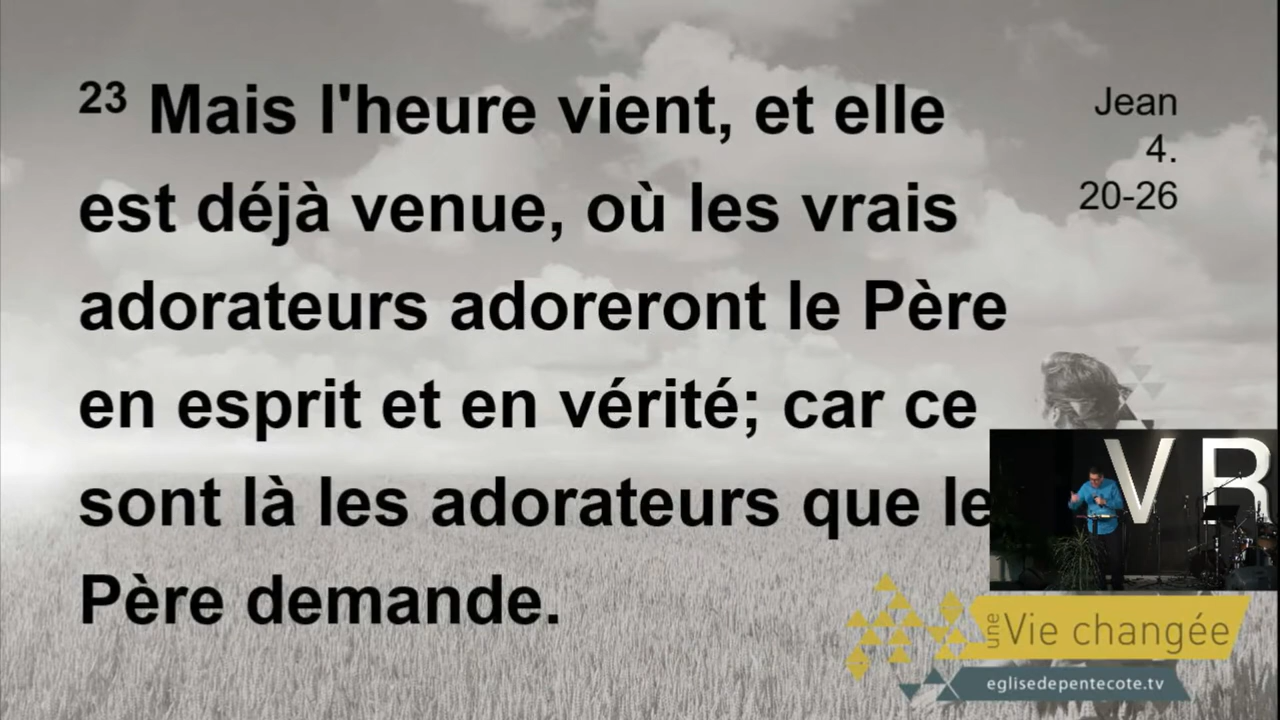 23 Mais l'heure vient, et elle
est déjà venue, où les vrais
adorateurs adoreront le Père
en esprit et en vérité; car ce
sont là les adorateurs que le
Père demande.
Jean
4.
20-26
VR
une Vie changée
eglisedepentecote.tv